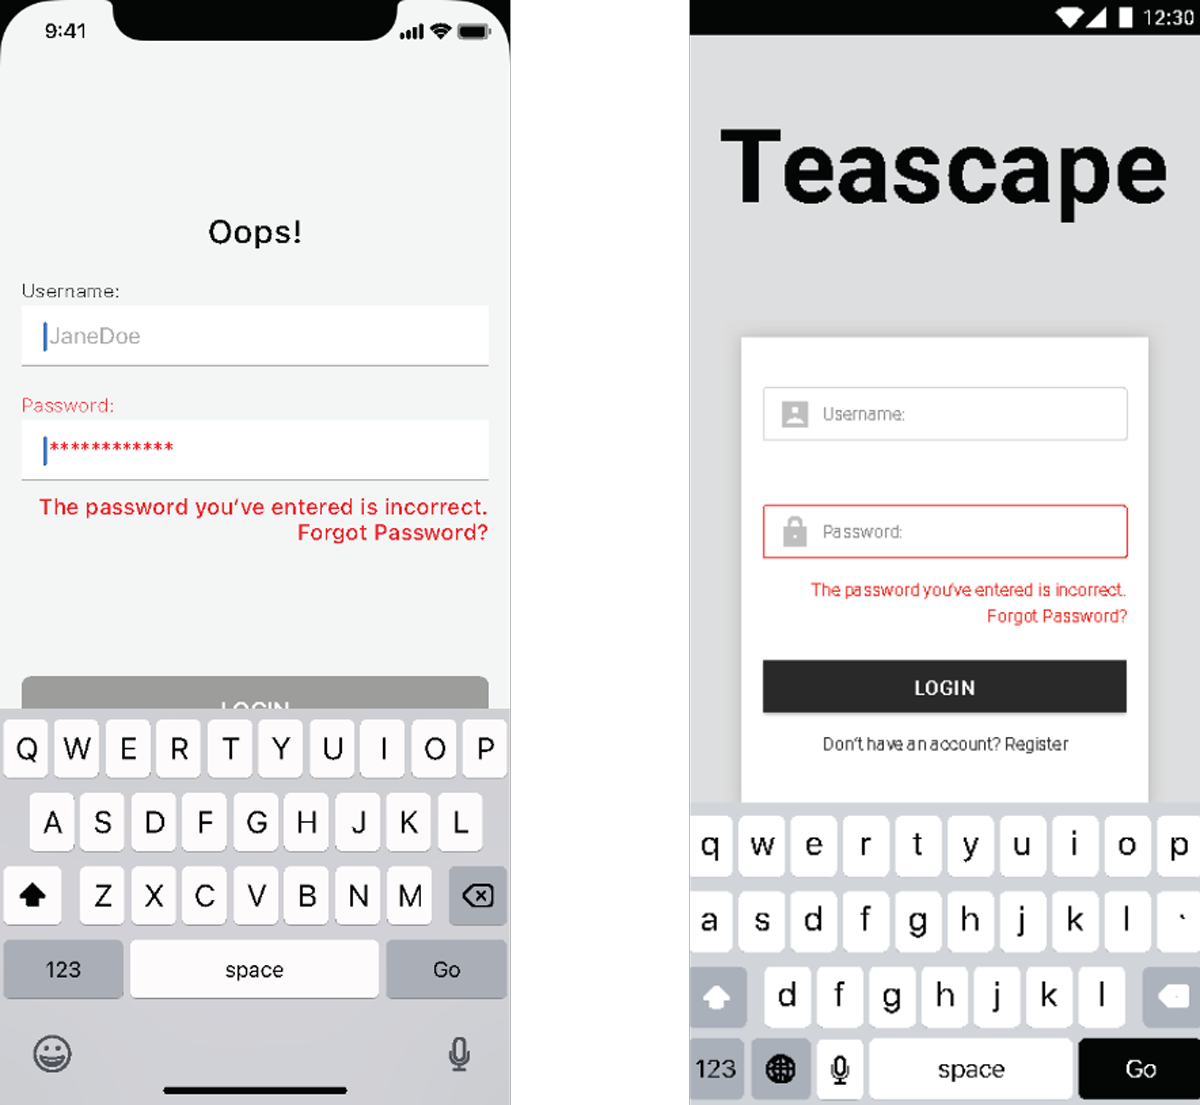 9:41
Oops!
Username:
JaneDoe
Password:
************
The password you've entered is incorrect.
Forgot Password?
Q W E R T Y U I O P
A S D F G H J K L
Z X C V B N M
123 space Go
12:30
Teascape
Username:
Password:
The password you've entered is incorrect.
Forgot Password?
LOGIN
Don't have an account? Register
q w e r t y u i o p
a s d f g h j k l `
d f g h j k l
123 space Go